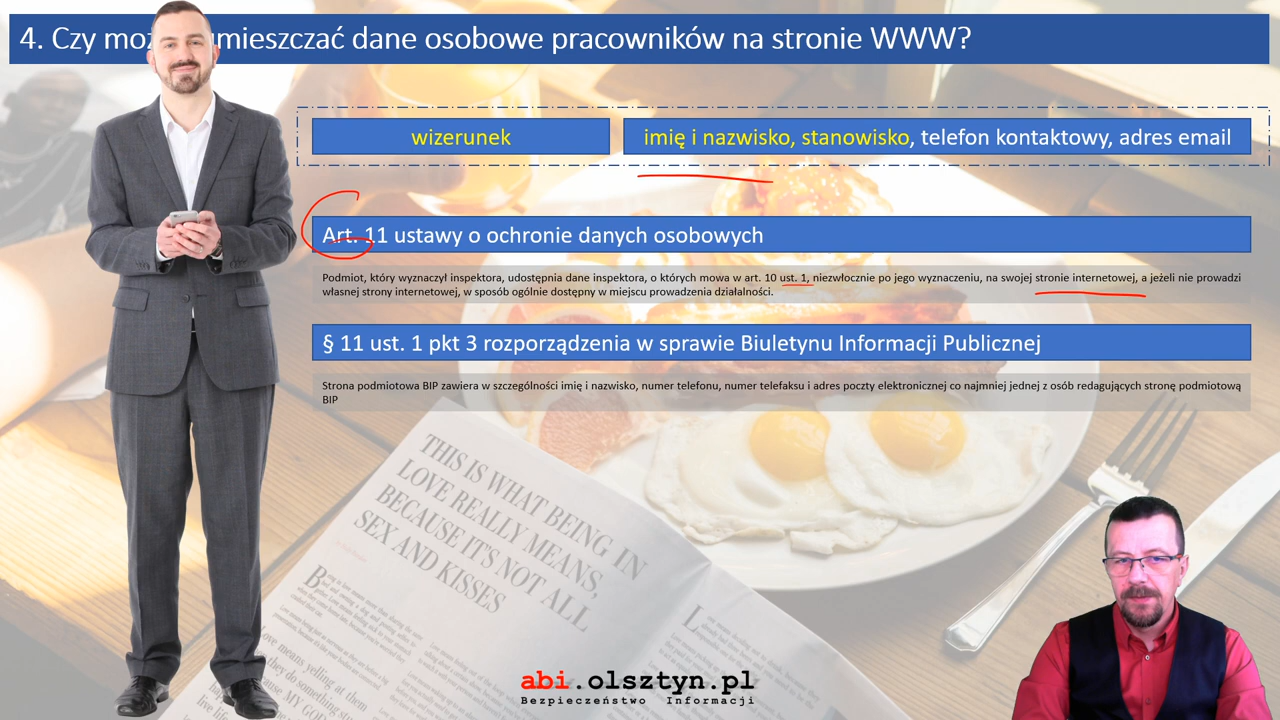 4. Czy moż umieszczać dane osobowe pracowników na stronie WWW?
wizerunek
imię i nazwisko, stanowisko, telefon kontaktowy, adres email
Art. 11 ustawy o ochronie danych osobowych
Podmiot, który wyznaczył inspektora, udostępnia dane inspektora, o których mowa w art. 10 ust. 1, niezwłocznie po jego wyznaczeniu, na swojej stronie internetowej, a jeżeli nie prowadzi
własnej strony internetowej, w sposób ogólnie dostępny w miejscu prowadzenia działalności.
§ 11 ust. 1 pkt 3 rozporządzenia w sprawie Biuletynu Informacji Publicznej
Strona podmiotowa BIP zawiera w szczególności imię i nazwisko, numer telefonu, numer telefaksu i adres poczty elektronicznej co najmniej jednej z osób redagujących stronę podmiotową
BIP
THIS IS WHAT BEING IN
LOVE REALLY MEANS,
BECAUSE IT'S NOT ALL
SEX AND KISSES
abi.olsztyn.pl
Bezpieczeństwo Informacji